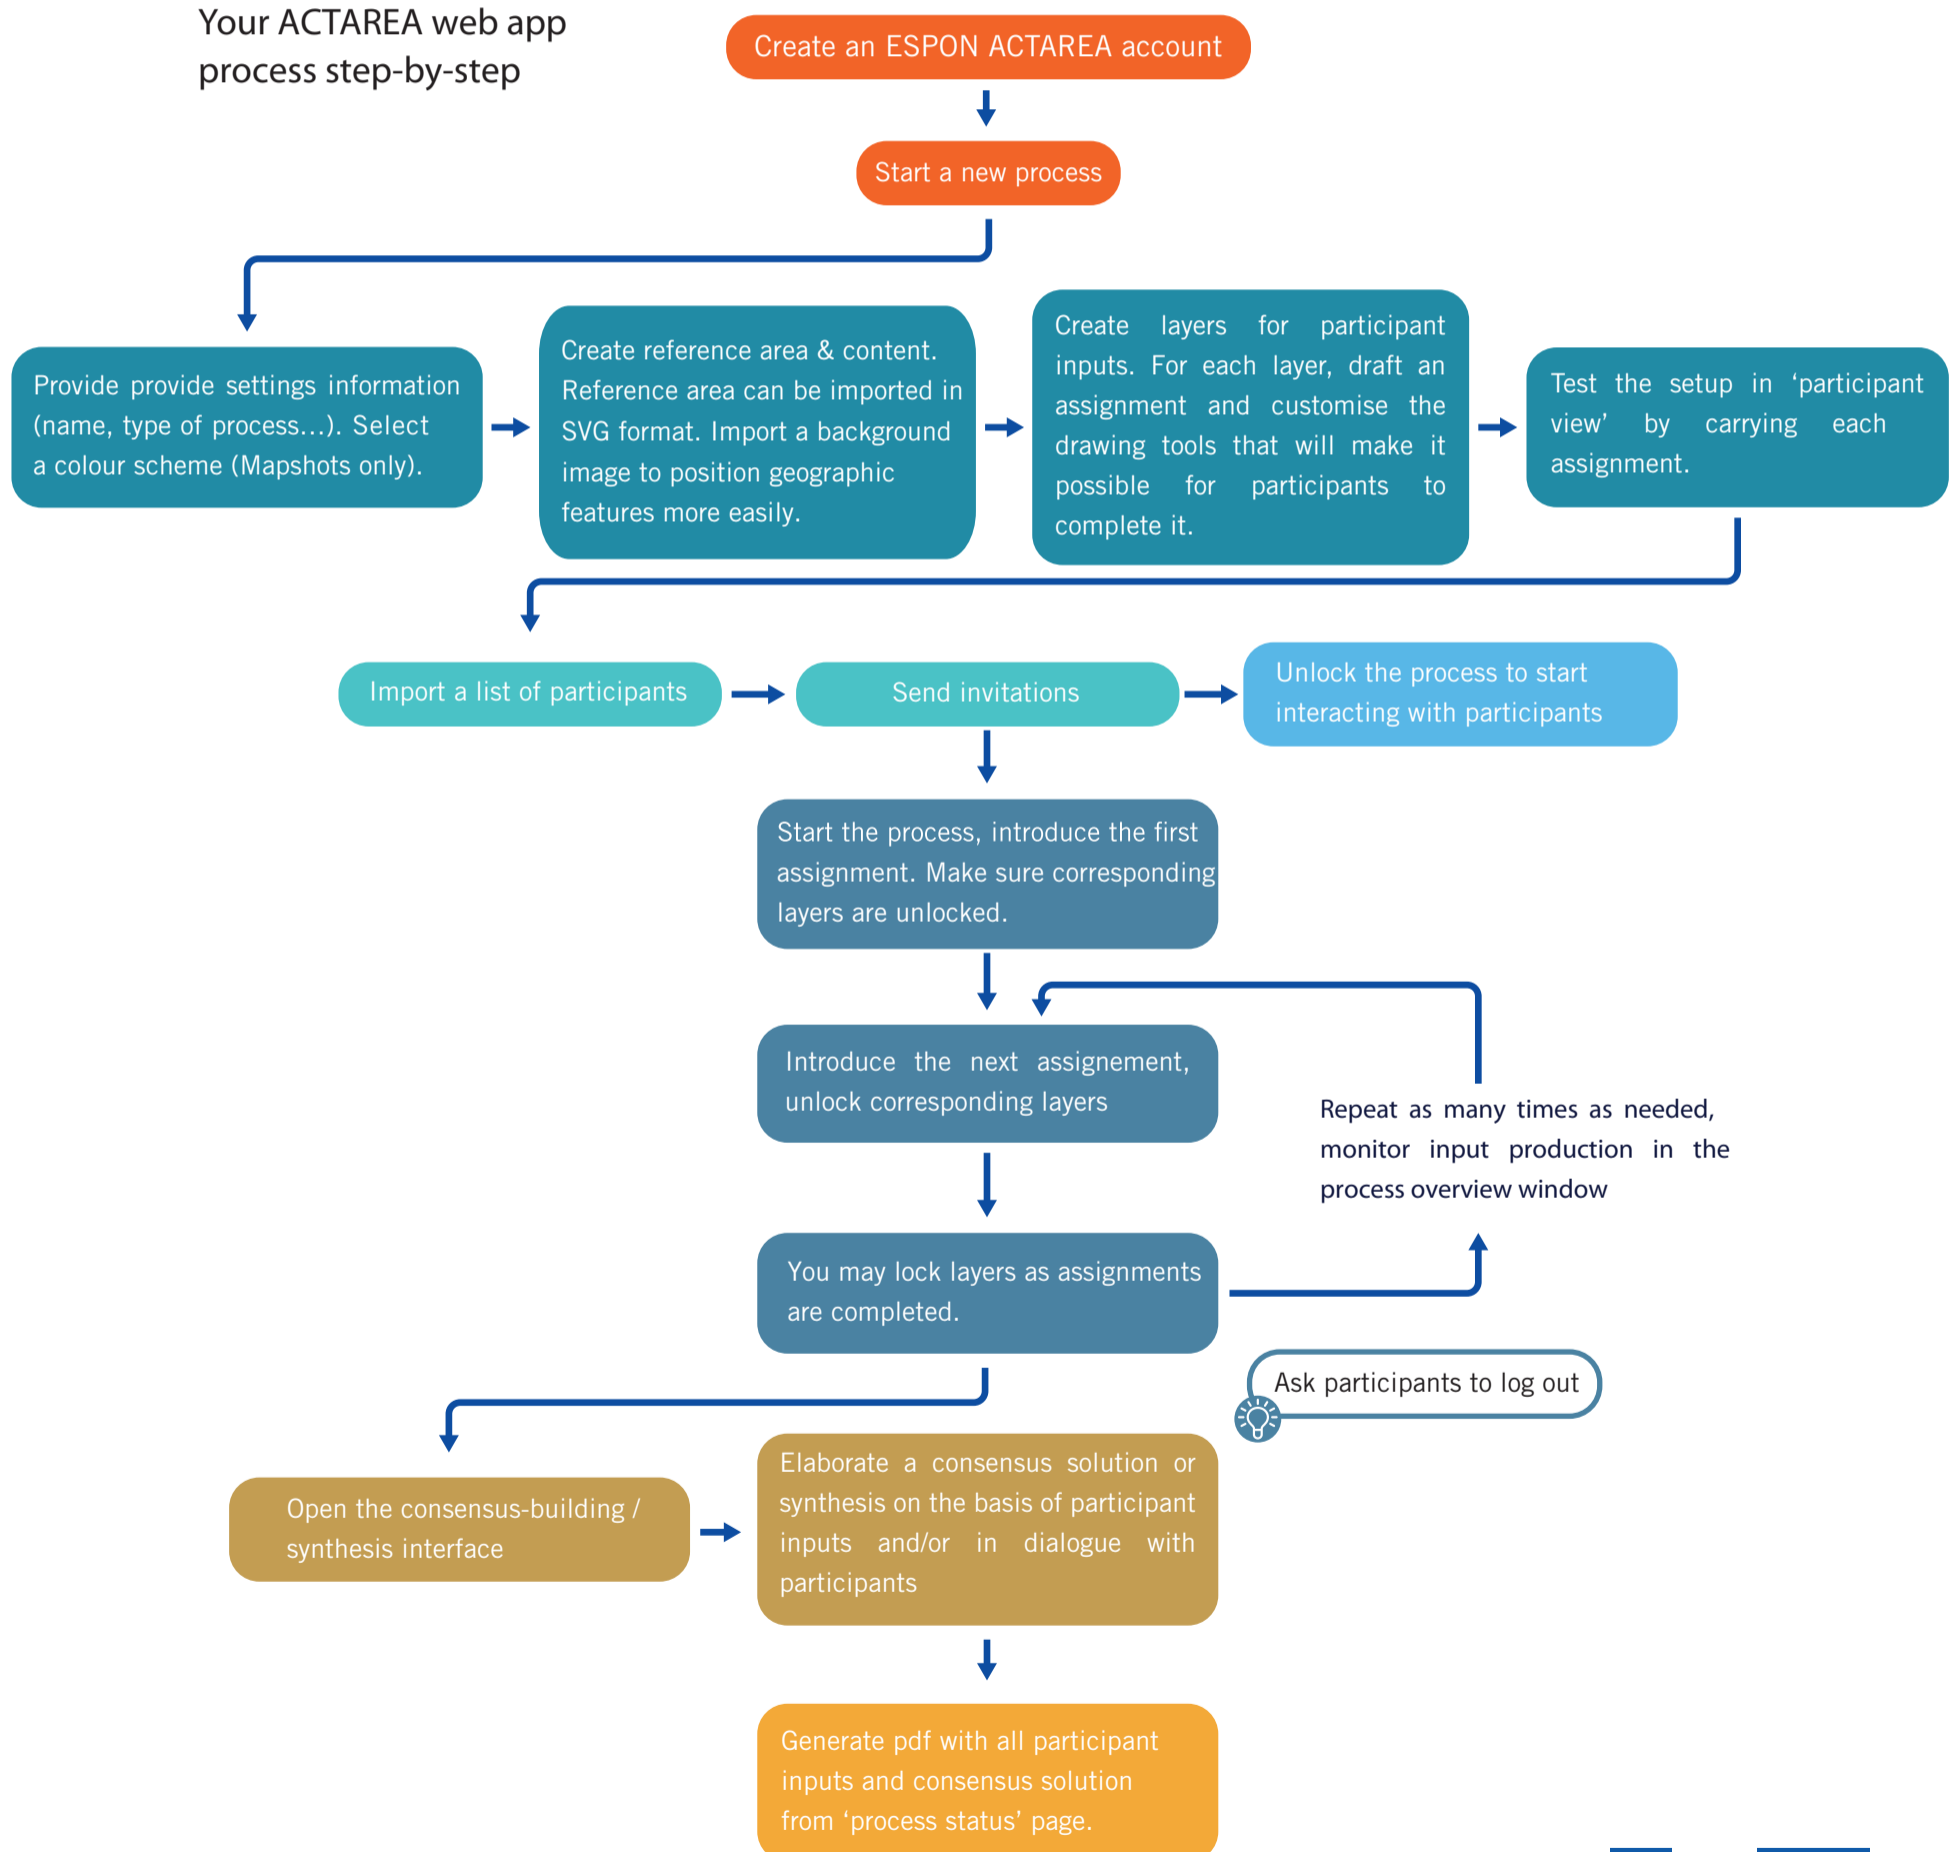 Your ACTAREA web app
process step-by-step
Create an ESPON ACTAREA account
Start a new process
Provide provide settings information
(name, type of process...). Select
a colour scheme (Mapshots only).
Create reference area & content.
Reference area can be imported in
SVG format. Import a background
image to position geographic
features more easily.
Create layers for participant
inputs. For each layer, draft an
assignment and customise the
drawing tools that will make it
possible for participants to
complete it.
Test the setup in ‘participant
view’ by carrying each
assignment.
Import a list of participants
Send invitations
Unlock the process to start
interacting with participants
Start the process, introduce the first
assignment. Make sure corresponding
layers are unlocked.
Introduce the next assignement,
unlock corresponding layers
Repeat as many times as needed,
monitor input production in the
process overview window
You may lock layers as assignments
are completed.
Ask participants to log out
Open the consensus-building /
synthesis interface
Elaborate a consensus solution or
synthesis on the basis of participant
inputs and/or in dialogue with
participants
Generate pdf with all participant
inputs and consensus solution
from ‘process status’ page.